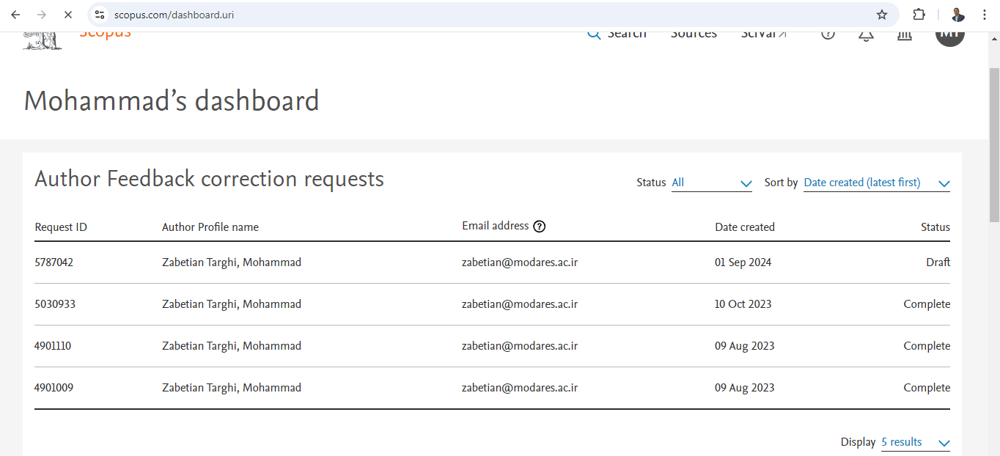 scopus.com/dashboard.uri
Scopus
Search Sources SciVal MT
Mohammad's dashboard
Author Feedback correction requests
Status All Sort by Date created (latest first)
Request ID Author Profile name Email address Date created Status
5787042 Zabetian Targhi, Mohammad zabetian@modares.ac.ir 01 Sep 2024 Draft
5030933 Zabetian Targhi, Mohammad zabetian@modares.ac.ir 10 Oct 2023 Complete
4901110 Zabetian Targhi, Mohammad zabetian@modares.ac.ir 09 Aug 2023 Complete
4901009 Zabetian Targhi, Mohammad zabetian@modares.ac.ir 09 Aug 2023 Complete
Display 5 results